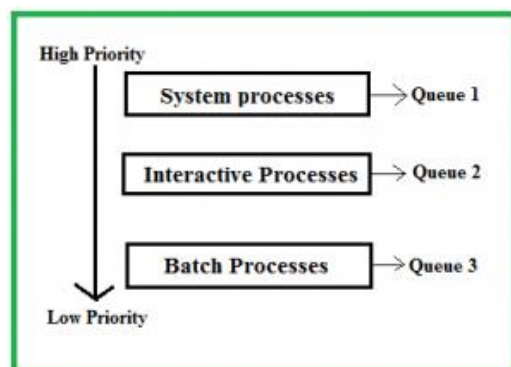 High Priority
System processes
Queue 1
Interactive Processes
Queue 2
Batch Processes
Queue 3
Low Priority